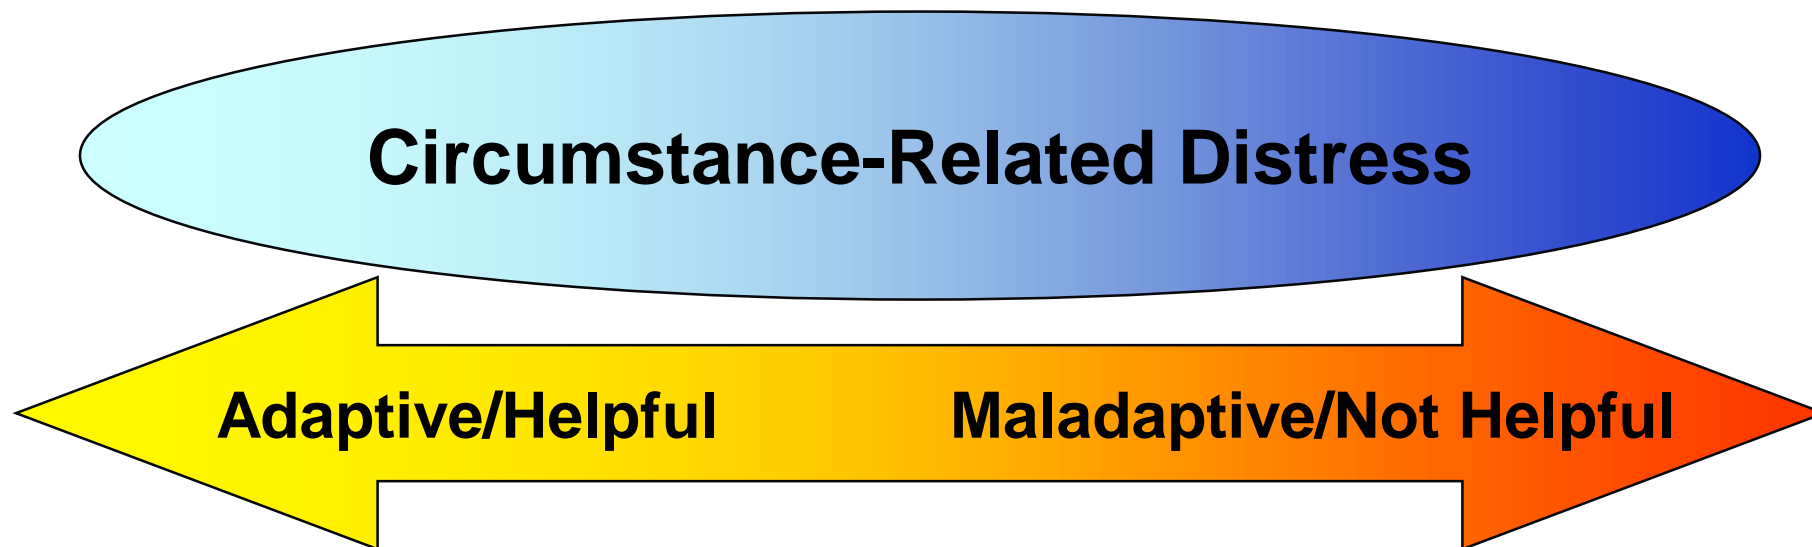 Circumstance-Related Distress
Adaptive/Helpful
Maladaptive/Not Helpful